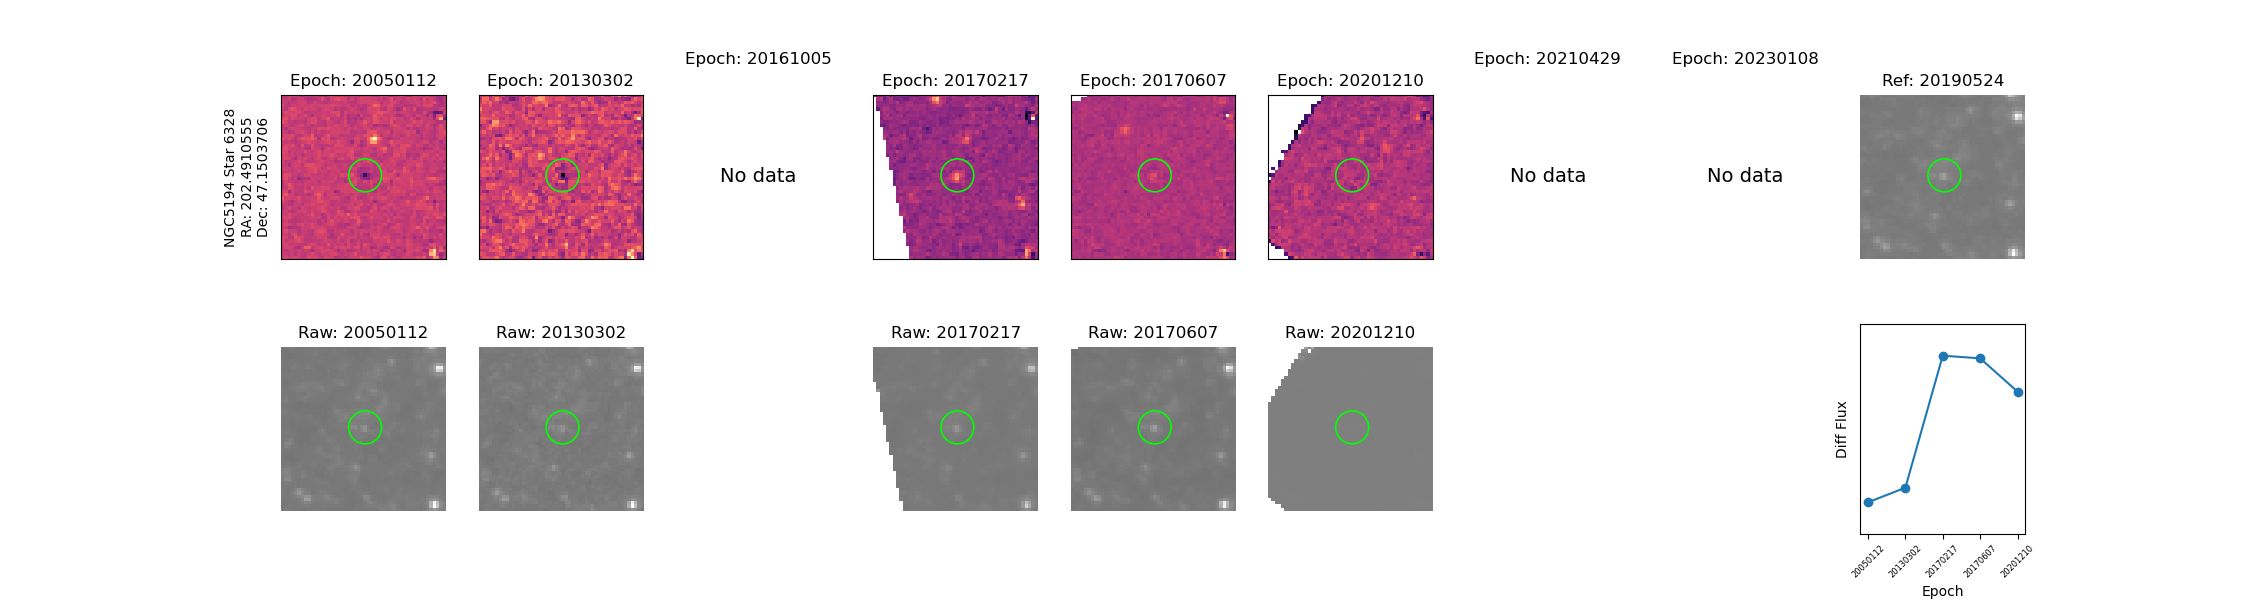 NGC5194 Star 6328
RA: 202.4910555
Dec: 47.1503706
Epoch: 20050112
Epoch: 20130302
Epoch: 20161005
No data
Epoch: 20170217
Epoch: 20170607
Epoch: 20201210
Epoch: 20210429
No data
Epoch: 20230108
No data
Ref: 20190524
Raw: 20050112
Raw: 20130302
Raw: 20170217
Raw: 20170607
Raw: 20201210
Diff Flux
20050112
20130302
20170217
20170607
20201210
Epoch